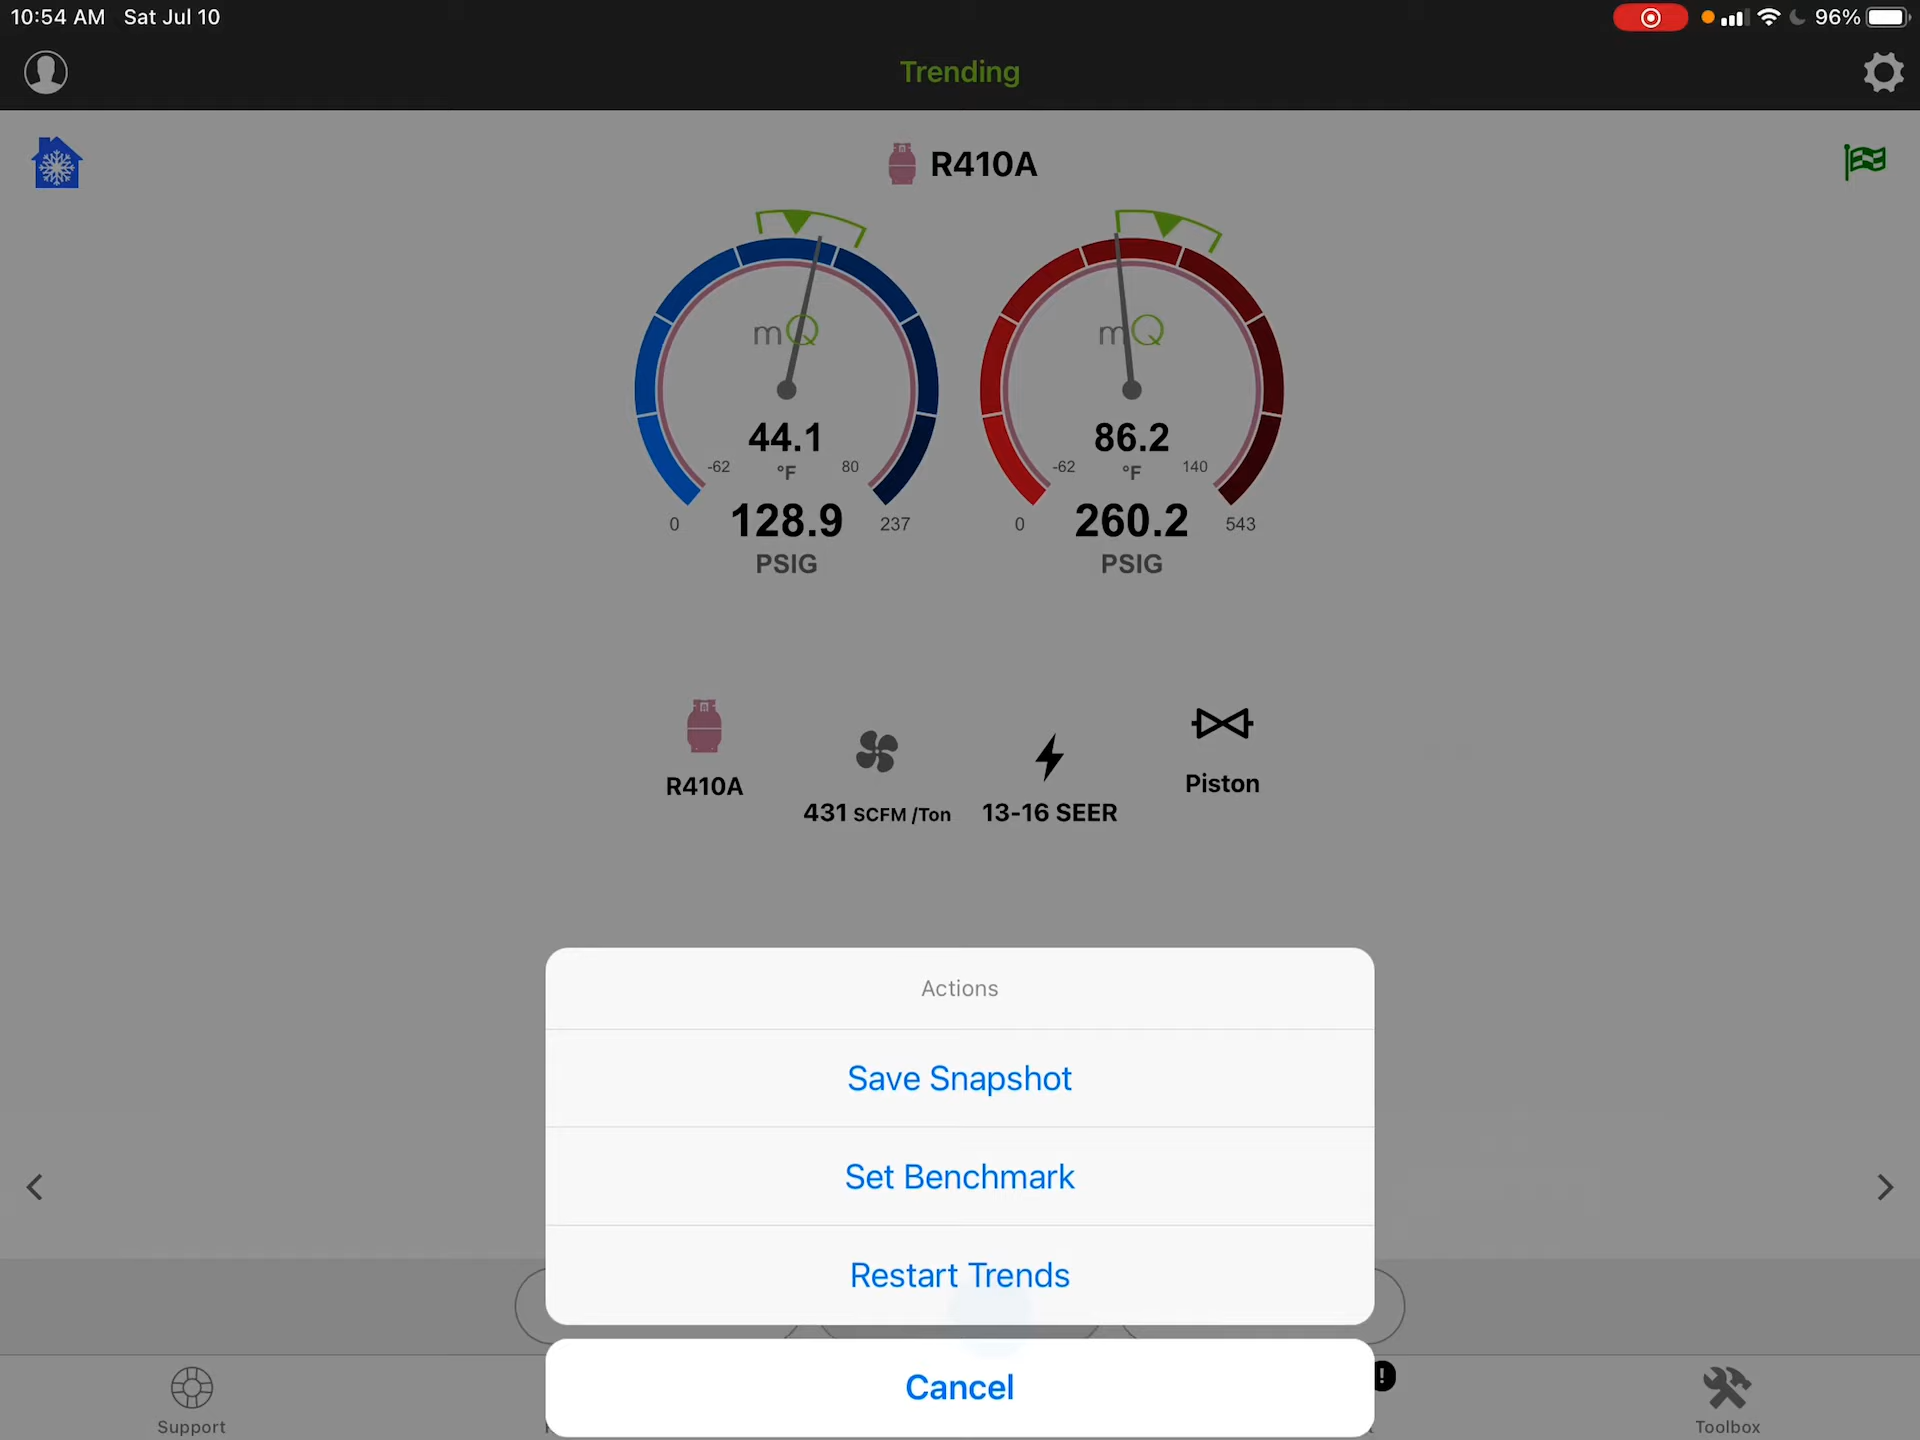 10:54 AM Sat Jul 10
96%
Trending
R410A
mQ
mQ
44.1
86.2
-62 °F 80
-62 °F 140
128.9
260.2
0 237
0 543
PSIG
PSIG
R410A
431 SCFM /Ton
13-16 SEER
Piston
Actions
Save Snapshot
Set Benchmark
Restart Trends
Cancel
!
Support
Toolbox